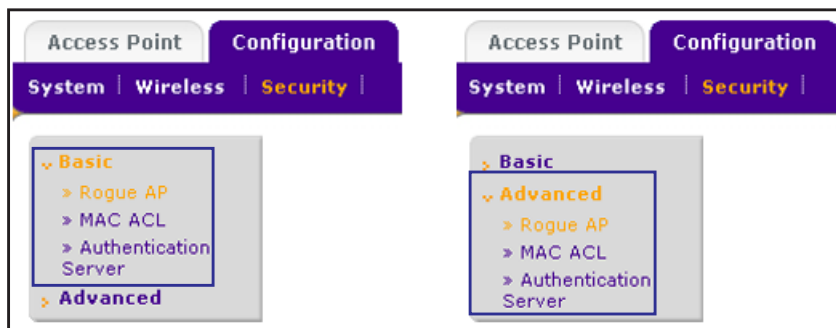 Access Point Configuration
System Wireless Security
Basic
» Rogue AP
» MAC ACL
» Authentication
Server
Advanced
Access Point Configuration
System Wireless Security
Basic
Advanced
» Rogue AP
» MAC ACL
» Authentication
Server